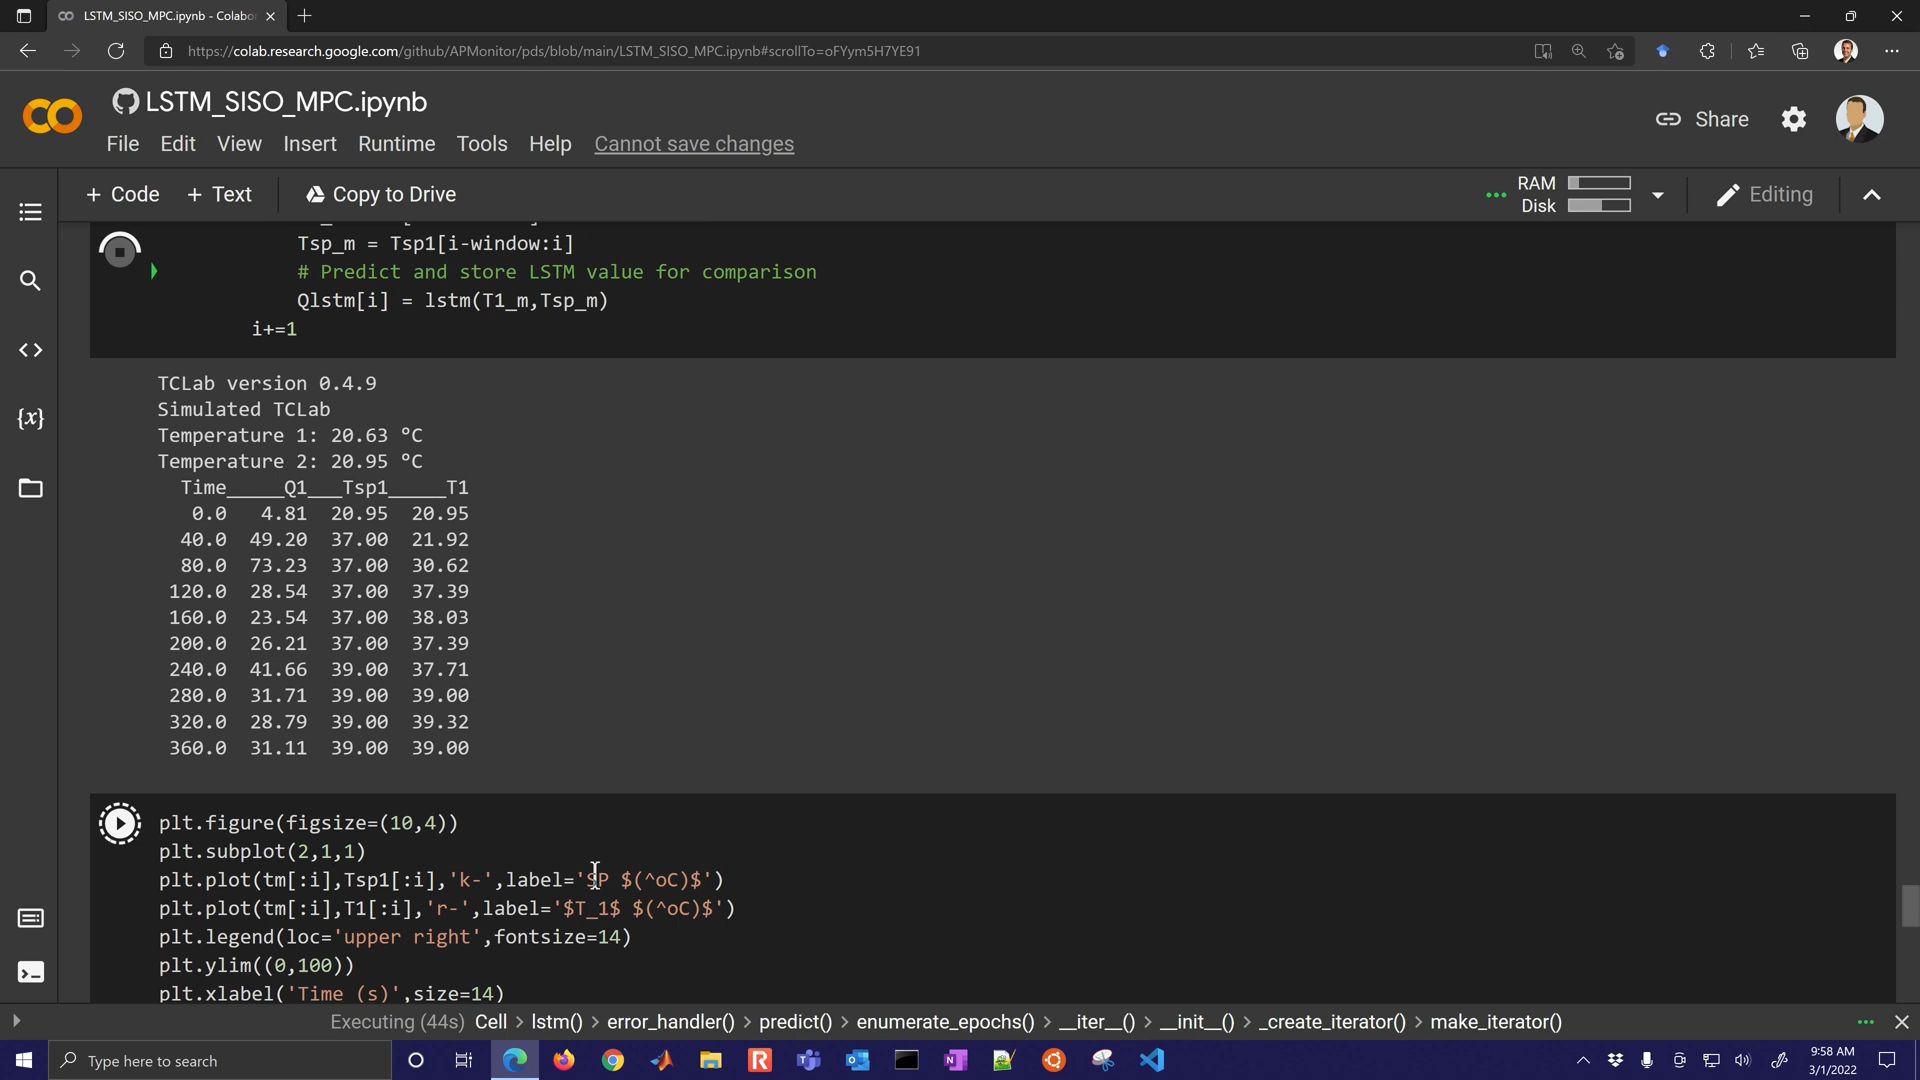 LSTM_SISO_MPC.ipynb - Colabo
https://colab.research.google.com/github/APMonitor/pds/blob/main/LSTM_SISO_MPC.ipynb#scrollTo=oFYym5H7YE91
LSTM_SISO_MPC.ipynb
File Edit View Insert Runtime Tools Help Cannot save changes
Share
+ Code + Text Copy to Drive
RAM
Disk
Editing
Tsp_m = Tsp1[i-window:i]
# Predict and store LSTM value for comparison
Qlstm[i] = lstm(T1_m,Tsp_m)
i+=1
TCLab version 0.4.9
Simulated TCLab
Temperature 1: 20.63 °C
Temperature 2: 20.95 °C
Time_____Q1___Tsp1_____T1
0.0 4.81 20.95 20.95
40.0 49.20 37.00 21.92
80.0 73.23 37.00 30.62
120.0 28.54 37.00 37.39
160.0 23.54 37.00 38.03
200.0 26.21 37.00 37.39
240.0 41.66 39.00 37.71
280.0 31.71 39.00 39.00
320.0 28.79 39.00 39.32
360.0 31.11 39.00 39.00
plt.figure(figsize=(10,4))
plt.subplot(2,1,1)
plt.plot(tm[:i],Tsp1[:i],'k-',label='SP $(^oC)$')
plt.plot(tm[:i],T1[:i],'r-',label='$T_1$ $(^oC)$')
plt.legend(loc='upper right',fontsize=14)
plt.ylim((0,100))
plt.xlabel('Time (s)',size=14)
Executing (44s) Cell > lstm() > error_handler() > predict() > enumerate_epochs() > __iter__() > __init__() > _create_iterator() > make_iterator()
Type here to search
9:58 AM
3/1/2022